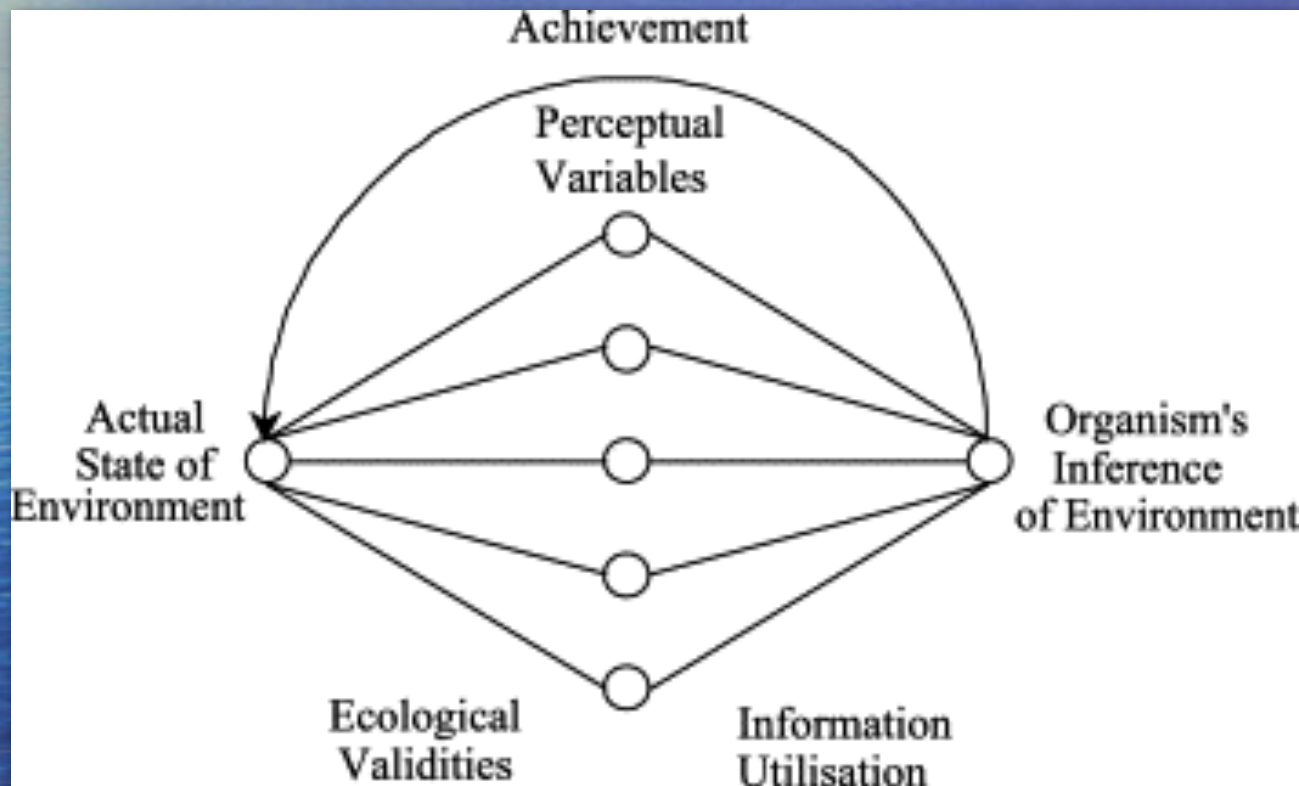 Achievement
Perceptual
Variables
Actual
State of
Environment
Organism's
Inference
of Environment
Ecological
Validities
Information
Utilisation